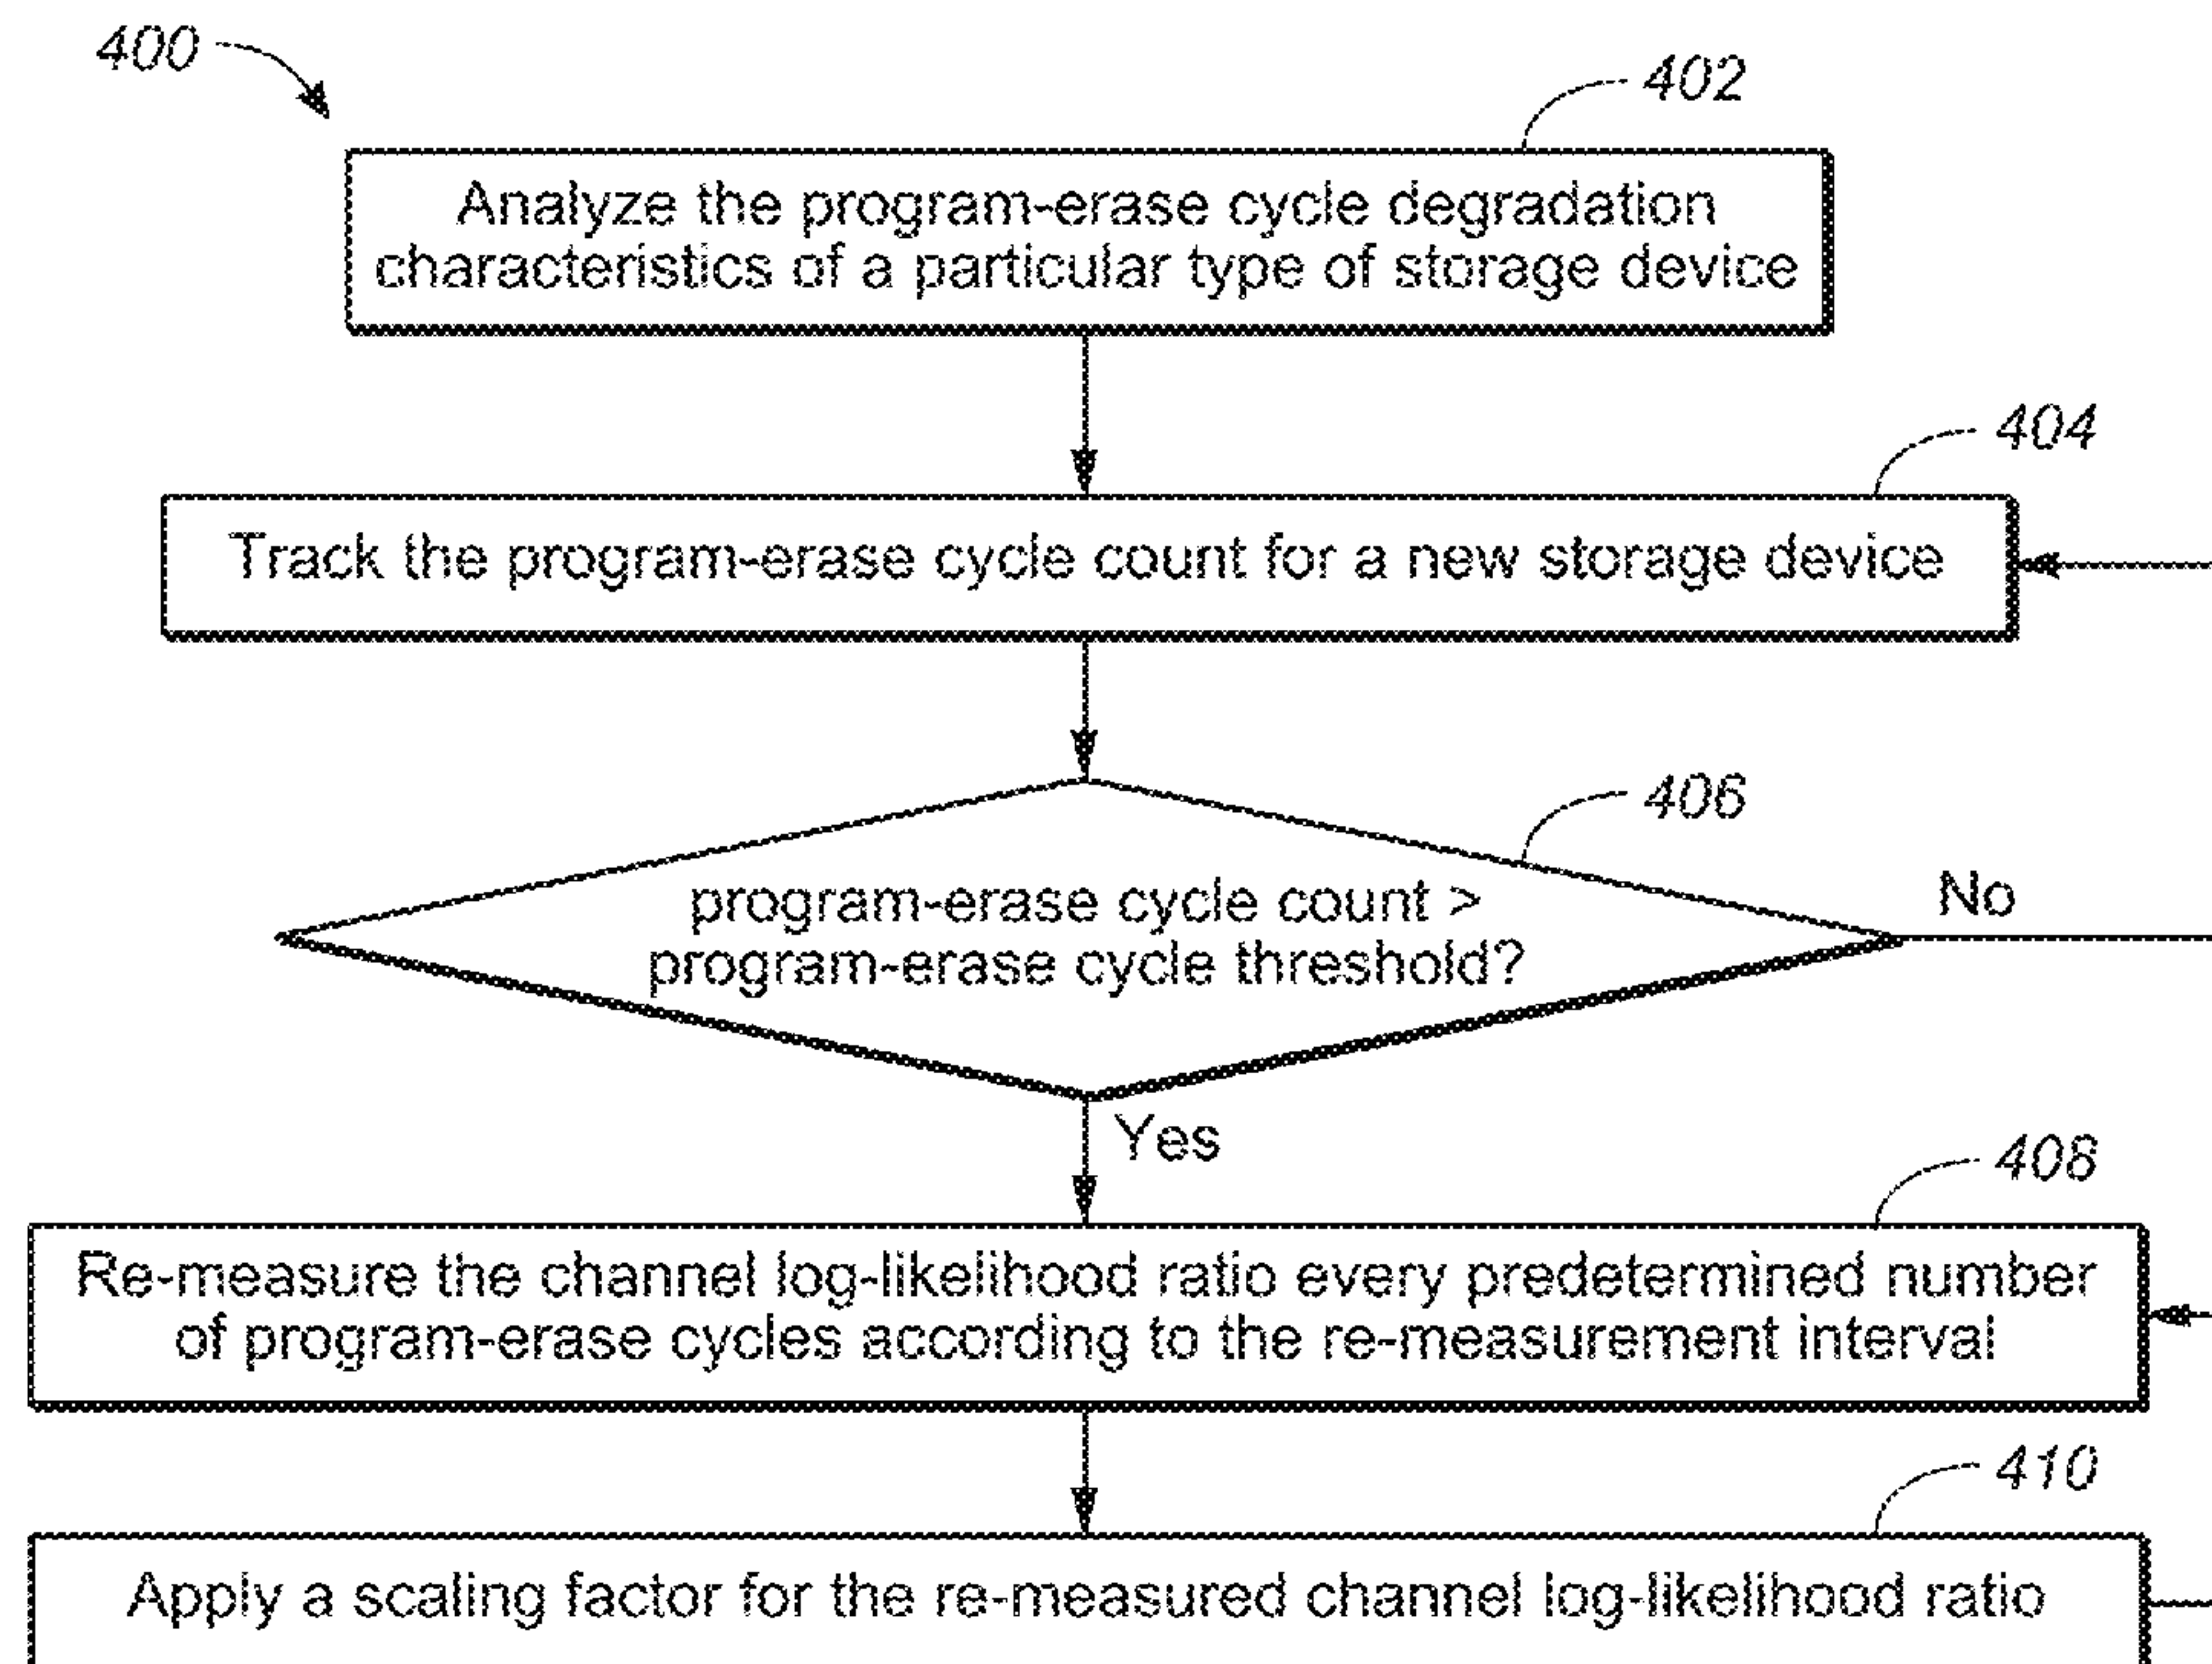 400
402
Analyze the program-erase cycle degradation
characteristics of a particular type of storage device
404
Track the program-erase cycle count for a new storage device
406
program-erase cycle count >
program-erase cycle threshold?
No
Yes
408
Re-measure the channel log-likelihood ratio every predetermined number
of program-erase cycles according to the re-measurement interval
410
Apply a scaling factor for the re-measured channel log-likelihood ratio